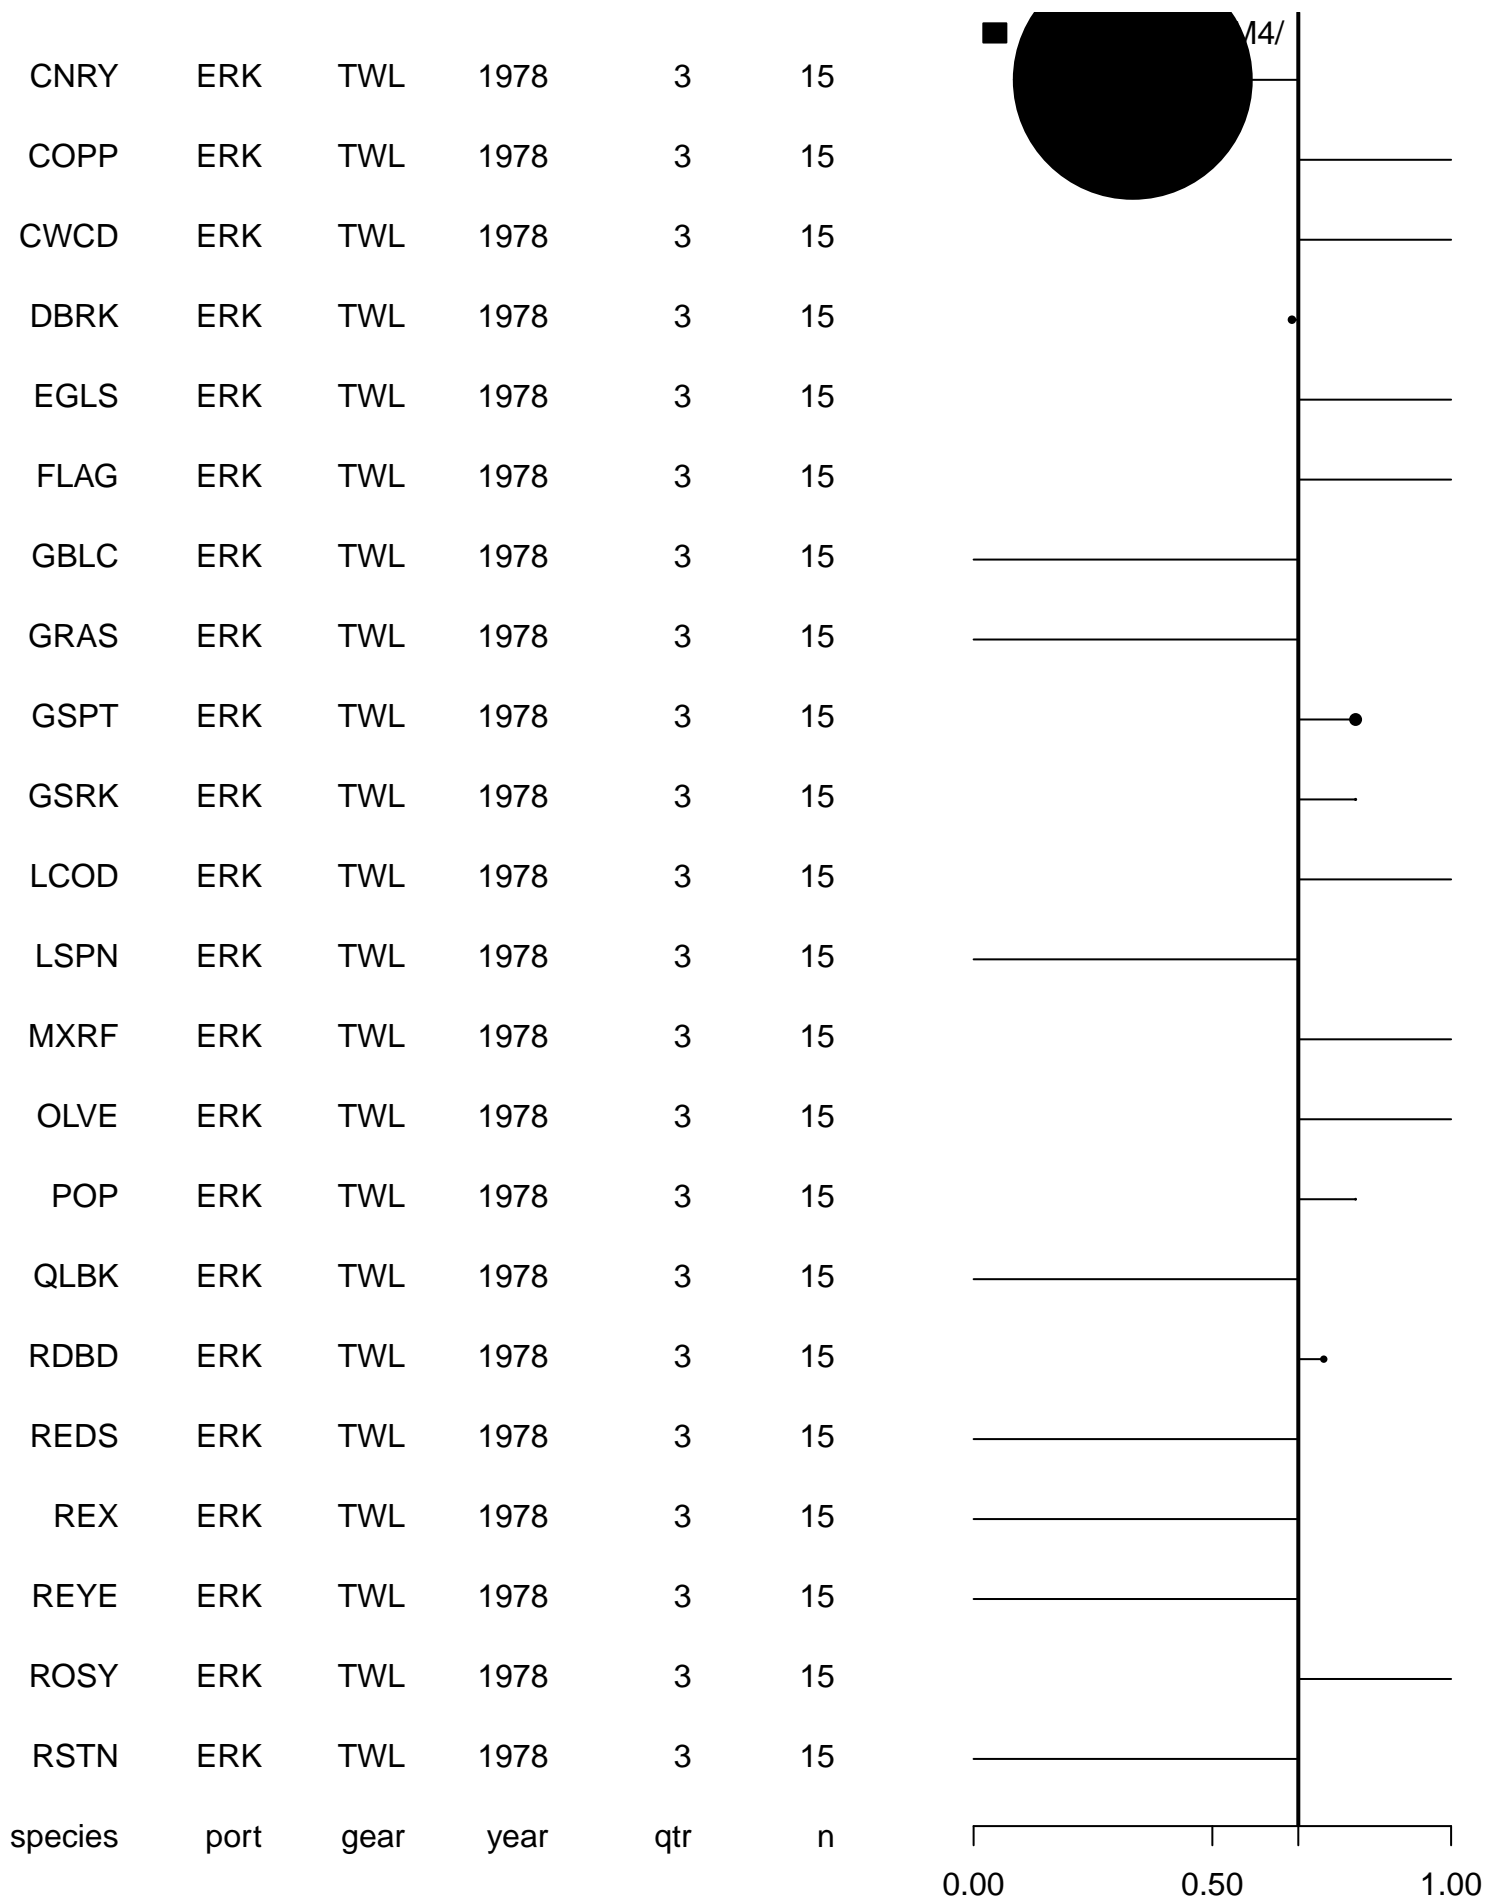 M4/
CNRY ERK TWL 1978 3 15
COPP ERK TWL 1978 3 15
CWCD ERK TWL 1978 3 15
DBRK ERK TWL 1978 3 15
EGLS ERK TWL 1978 3 15
FLAG ERK TWL 1978 3 15
GBLC ERK TWL 1978 3 15
GRAS ERK TWL 1978 3 15
GSPT ERK TWL 1978 3 15
GSRK ERK TWL 1978 3 15
LCOD ERK TWL 1978 3 15
LSPN ERK TWL 1978 3 15
MXRF ERK TWL 1978 3 15
OLVE ERK TWL 1978 3 15
POP ERK TWL 1978 3 15
QLBK ERK TWL 1978 3 15
RDBD ERK TWL 1978 3 15
REDS ERK TWL 1978 3 15
REX ERK TWL 1978 3 15
REYE ERK TWL 1978 3 15
ROSY ERK TWL 1978 3 15
RSTN ERK TWL 1978 3 15
species port gear year qtr n
0.00 0.50 1.00